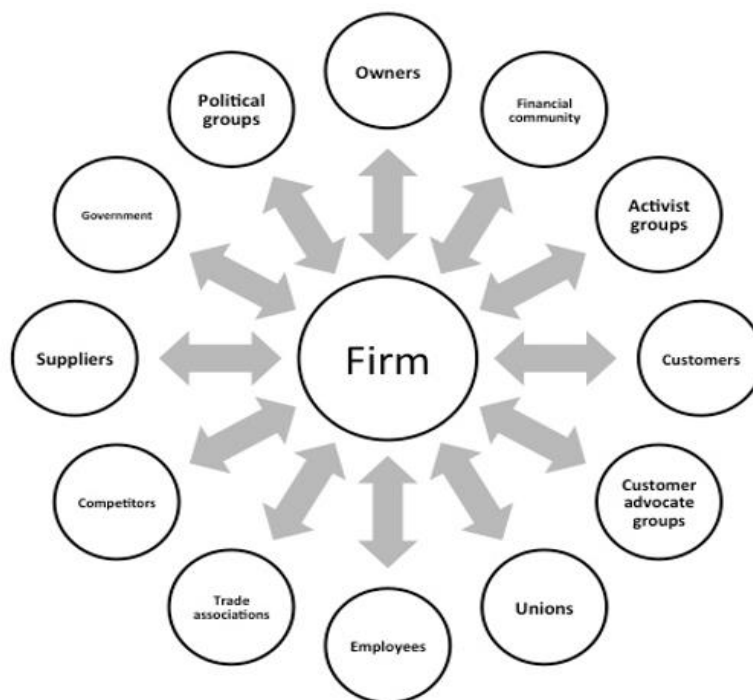 Owners
Financial
community
Activist
groups
Customers
Customer
advocate
groups
Unions
Employees
Trade
associations
Competitors
Suppliers
Government
Political
groups
Firm